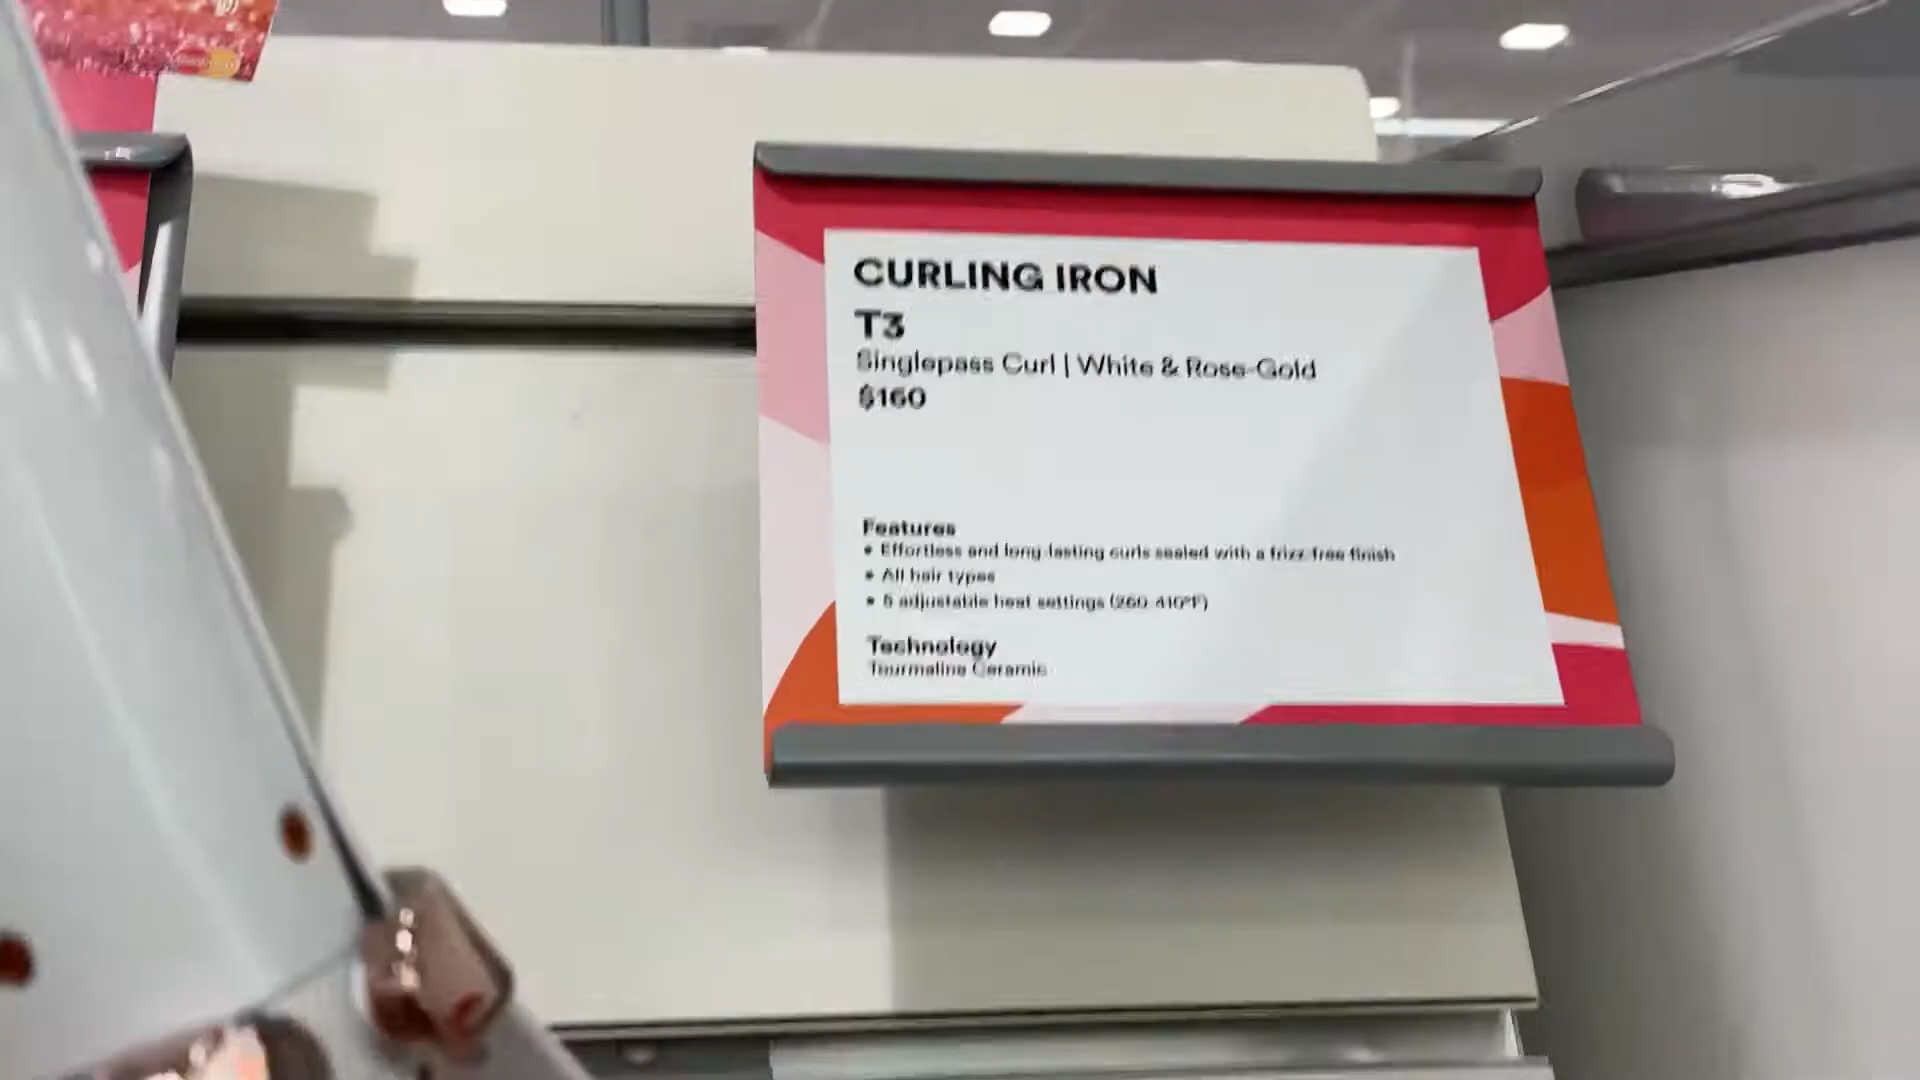 CURLING IRON
T3
Singlepass Curl | White & Rose-Gold
$160
Features
• Effortless and long-lasting curls sealed with a frizz-free finish
• All hair types
• 5 adjustable heat settings (260-410°F)
Technology
Tourmaline Ceramic